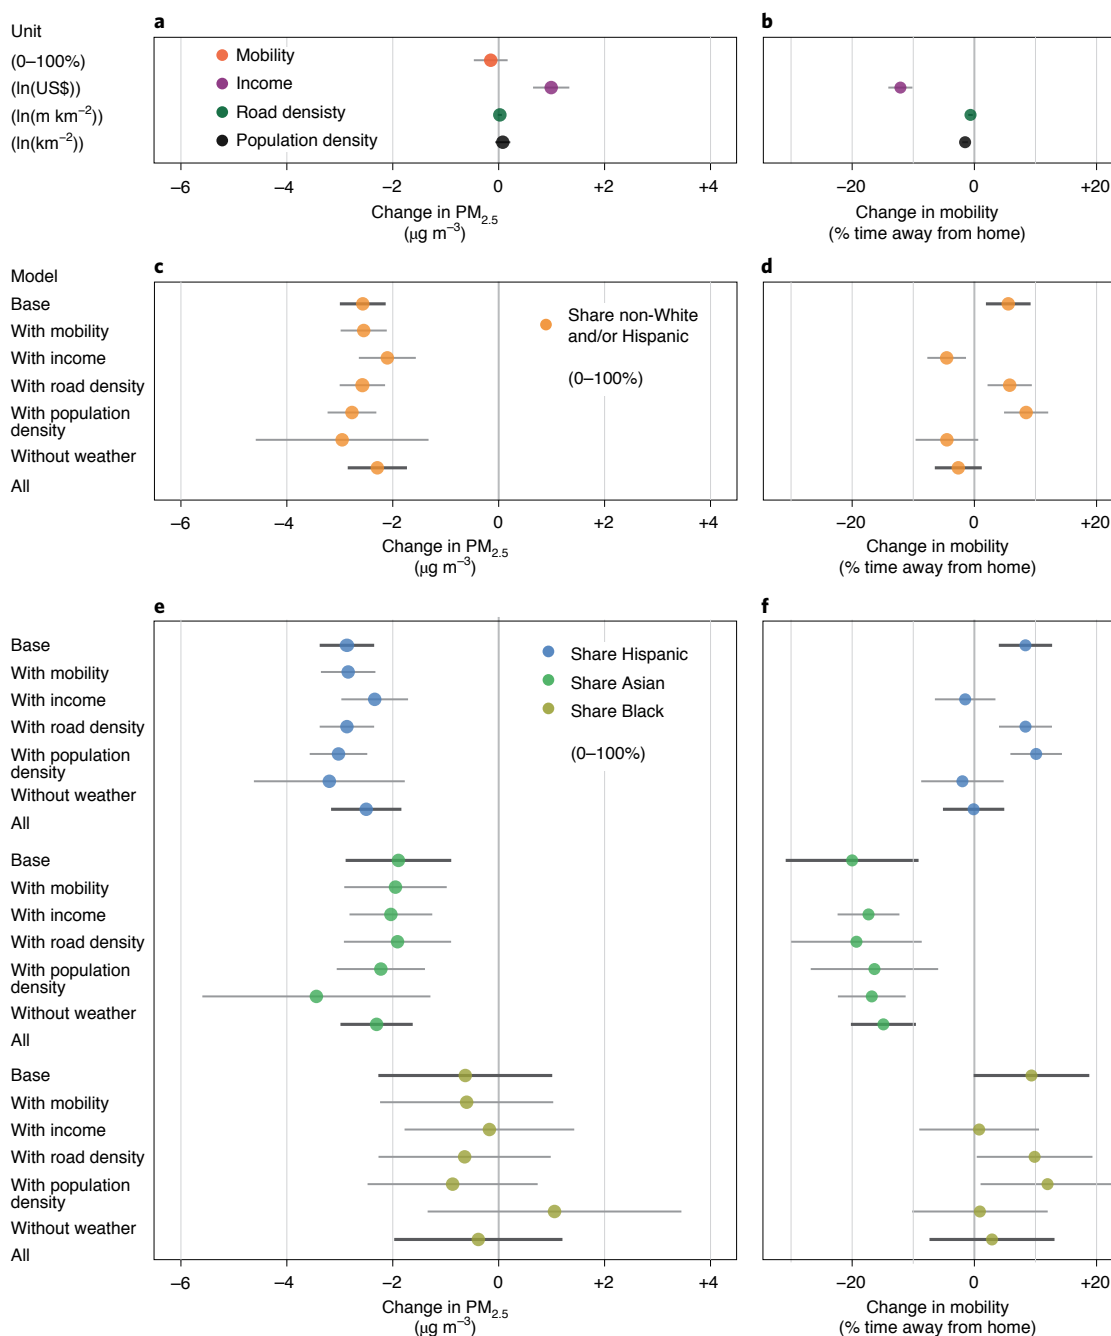 a
b
Unit
(0–100%)
(ln(US$))
(ln(m km−2))
(ln(km−2))
Mobility
Income
Road densisty
Population density
−6
−4
−2
0
+2
+4
Change in PM2.5
(μg m−3)
−20
0
+20
Change in mobility
(% time away from home)
c
d
Model
Base
With mobility
With income
With road density
With population
density
Without weather
All
Share non-White
and/or Hispanic
(0–100%)
−6
−4
−2
0
+2
+4
Change in PM2.5
(μg m−3)
−20
0
+20
Change in mobility
(% time away from home)
e
f
Base
With mobility
With income
With road density
With population
density
Without weather
All
Share Hispanic
Share Asian
Share Black
(0–100%)
Base
With mobility
With income
With road density
With population
density
Without weather
All
Base
With mobility
With income
With road density
With population
density
Without weather
All
−6
−4
−2
0
+2
+4
Change in PM2.5
(μg m−3)
−20
0
+20
Change in mobility
(% time away from home)